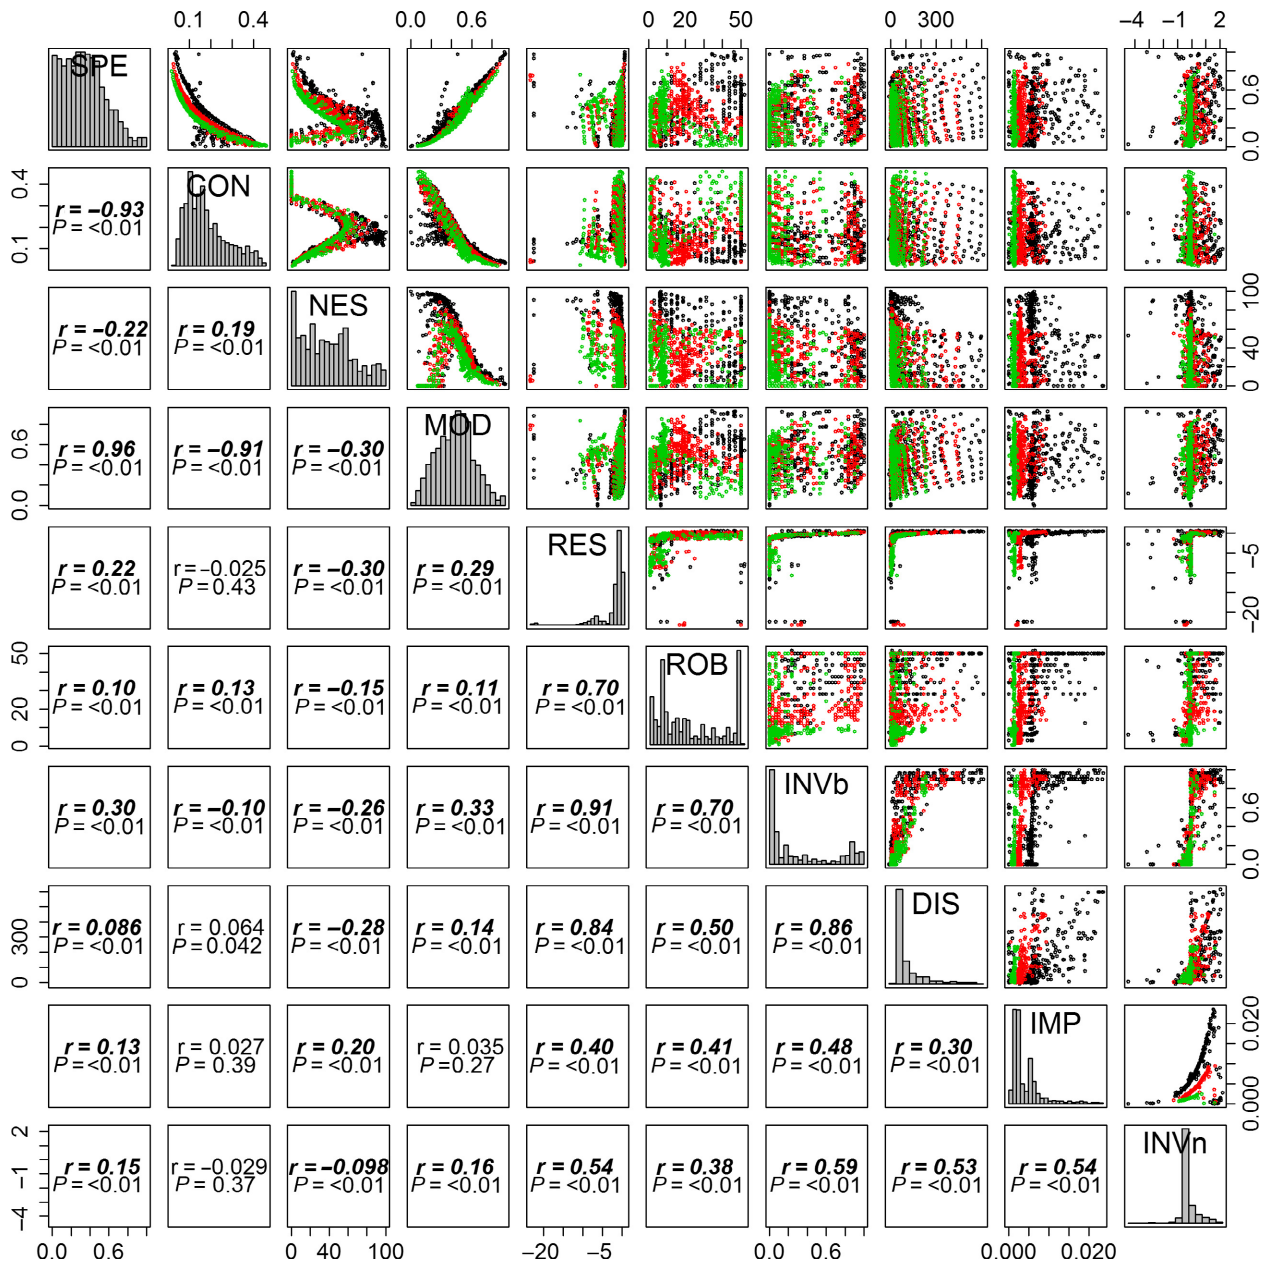 0.1 0.4 0.0 0.6 0 20 50 0 300 −4 −1 2
SPE 0.0 0.6
0.1 0.4 r = −0.93 CON
P = <0.01
r = −0.22 r = 0.19 NES 0 40 100
P = <0.01 P = <0.01
0.0 0.6 r = 0.96 r = −0.91 r = −0.30 MOD
P = <0.01 P = <0.01 P = <0.01
r = 0.22 r = −0.025 r = −0.30 r = 0.29 RES −20 −5
P = <0.01 P = 0.43 P = <0.01 P = <0.01
0 20 50 r = 0.10 r = 0.13 r = −0.15 r = 0.11 r = 0.70 ROB
P = <0.01 P = <0.01 P = <0.01 P = <0.01 P = <0.01
r = 0.30 r = −0.10 r = −0.26 r = 0.33 r = 0.91 r = 0.70 INVb 0.0 0.6
P = <0.01 P = <0.01 P = <0.01 P = <0.01 P = <0.01 P = <0.01
0 300 r = 0.086 r = 0.064 r = −0.28 r = 0.14 r = 0.84 r = 0.50 r = 0.86 DIS
P = <0.01 P = 0.042 P = <0.01 P = <0.01 P = <0.01 P = <0.01 P = <0.01
r = 0.13 r = 0.027 r = 0.20 r = 0.035 r = 0.40 r = 0.41 r = 0.48 r = 0.30 IMP 0.000 0.020
P = <0.01 P = 0.39 P = <0.01 P =0.27 P = <0.01 P = <0.01 P = <0.01 P = <0.01
−4 −1 2 r = 0.15 r = −0.029 r = −0.098 r = 0.16 r = 0.54 r = 0.38 r = 0.59 r = 0.53 r = 0.54 INVn
P = <0.01 P = 0.37 P = <0.01 P = <0.01 P = <0.01 P = <0.01 P = <0.01 P = <0.01 P = <0.01
0.0 0.6 0 40 100 −20 −5 0.0 0.6 0.000 0.020